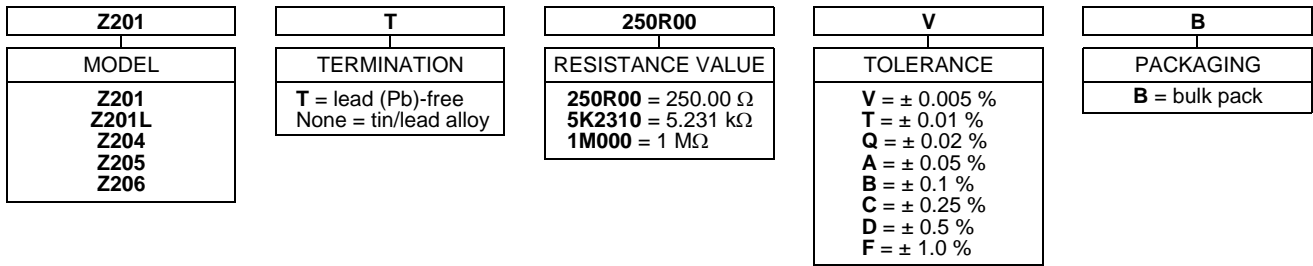 Z201
T
250R00
V
B
MODEL
TERMINATION
RESISTANCE VALUE
TOLERANCE
PACKAGING
Z201
Z201L
Z204
Z205
Z206
T = lead (Pb)-free
None = tin/lead alloy
250R00 = 250.00 Ω
5K2310 = 5.231 kΩ
1M000 = 1 MΩ
V = ± 0.005 %
T = ± 0.01 %
Q = ± 0.02 %
A = ± 0.05 %
B = ± 0.1 %
C = ± 0.25 %
D = ± 0.5 %
F = ± 1.0 %
B = bulk pack